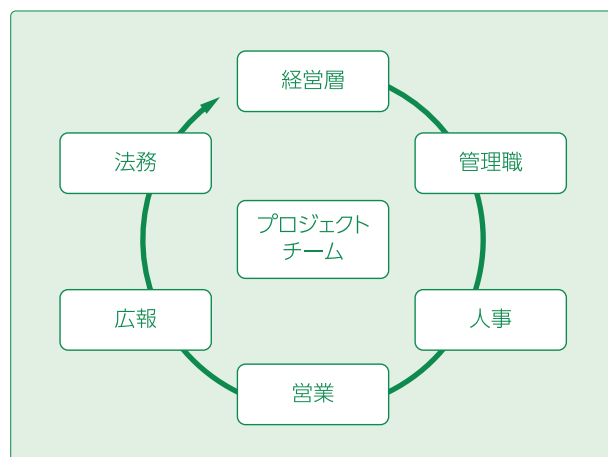 経営層
法務
管理職
プロジェクト
チーム
広報
人事
営業